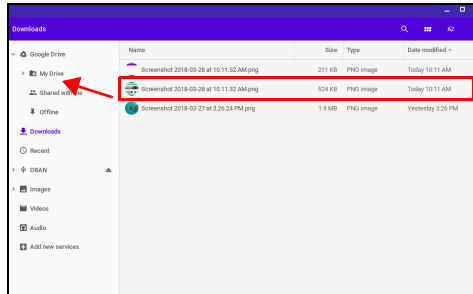 Downloads
Name Size Type Date modified
Google Drive
My Drive
Screenshot 2018-03-28 at 10.11.52 AM.png 211 KB PNG image Today 10:11 AM
Shared with me
Screenshot 2018-03-28 at 10.11.32 AM.png 524 KB PNG image Today 10:11 AM
Offline
Screenshot 2018-03-27 at 3.26.24 PM.png 1.9 MB PNG image Yesterday 3:26 PM
Downloads
Recent
DBAN
Images
Videos
Audio
Add new services